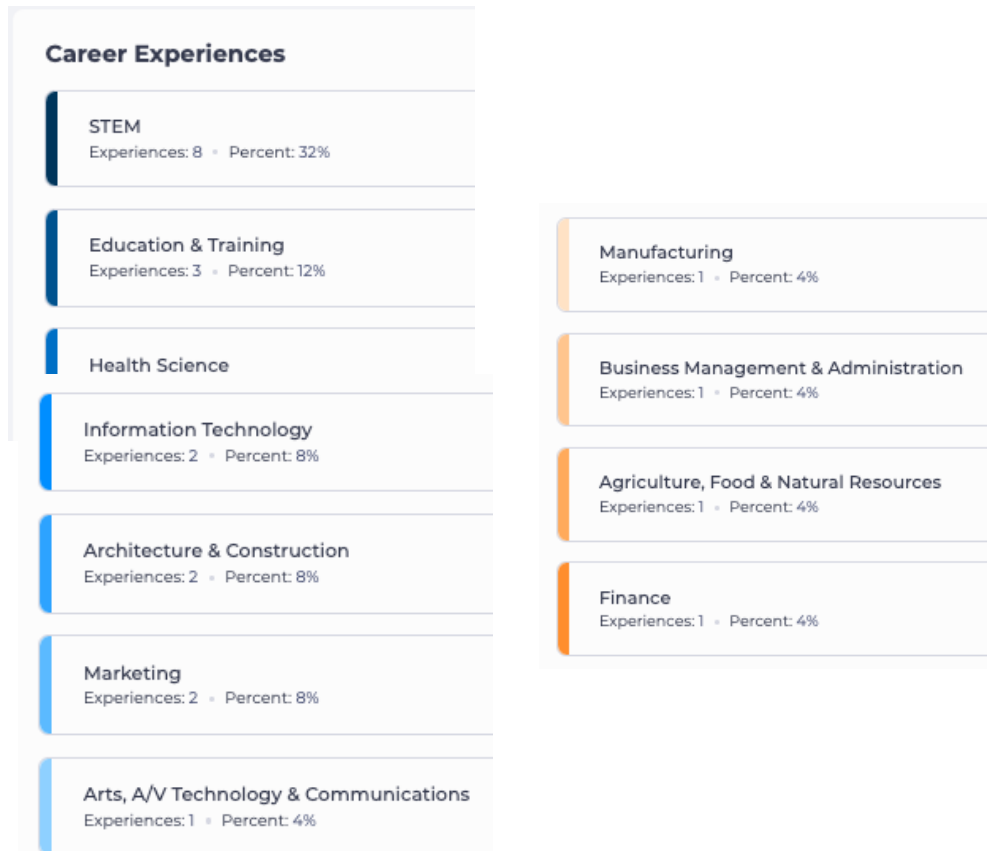 Career Experiences
STEM
Experiences: 8 • Percent: 32%
Education & Training
Experiences: 3 • Percent: 12%
Health Science
Information Technology
Experiences: 2 • Percent: 8%
Architecture & Construction
Experiences: 2 • Percent: 8%
Marketing
Experiences: 2 • Percent: 8%
Arts, A/V Technology & Communications
Experiences: 1 • Percent: 4%
Manufacturing
Experiences: 1 • Percent: 4%
Business Management & Administration
Experiences: 1 • Percent: 4%
Agriculture, Food & Natural Resources
Experiences: 1 • Percent: 4%
Finance
Experiences: 1 • Percent: 4%